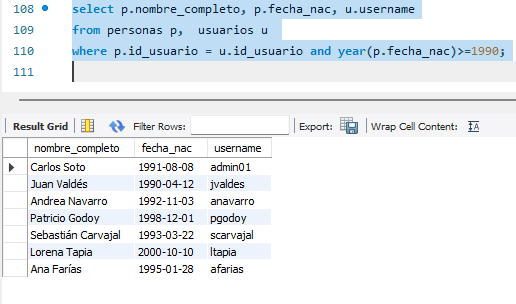 108 select p.nombre_completo, p.fecha_nac, u.username
109 from personas p,  usuarios u
110 where p.id_usuario = u.id_usuario and year(p.fecha_nac)>=1990;
111
Result Grid Filter Rows: Export: Wrap Cell Content: IA
nombre_completo fecha_nac username
Carlos Soto 1991-08-08 admin01
Juan Valdés 1990-04-12 jvaldes
Andrea Navarro 1992-11-03 anavarro
Patricio Godoy 1998-12-01 pgodoy
Sebastián Carvajal 1993-03-22 scarvajal
Lorena Tapia 2000-10-10 ltapia
Ana Farías 1995-01-28 afarias